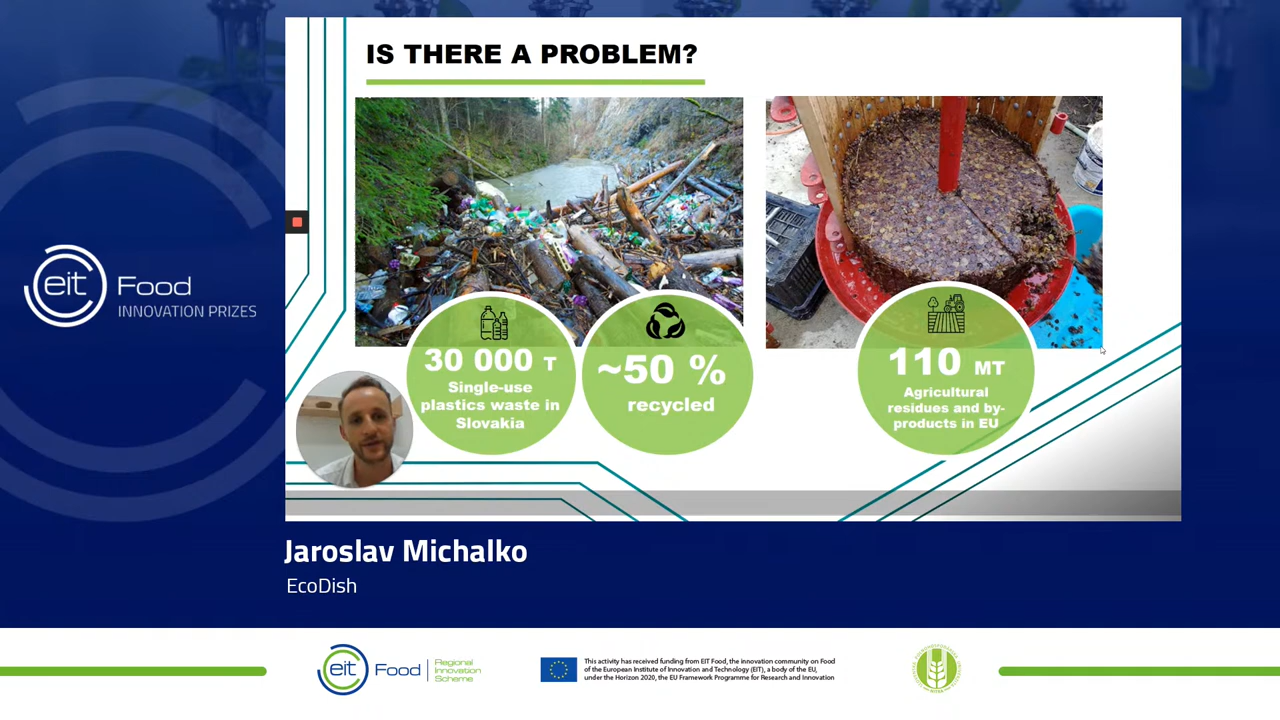 IS THERE A PROBLEM?
30 000 T
Single-use
plastics waste in
Slovakia
~50 %
recycled
110 MT
Agricultural
residues and by-
products in EU
eit Food
INNOVATION PRIZES
Jaroslav Michalko
EcoDish
eit Food
Regional
Innovation
Scheme
This activity has received funding from EIT Food, the innovation community on Food
of the European Institute of Innovation and Technology (EIT), a body of the EU,
under the Horizon 2020, the EU Framework Programme for Research and Innovation